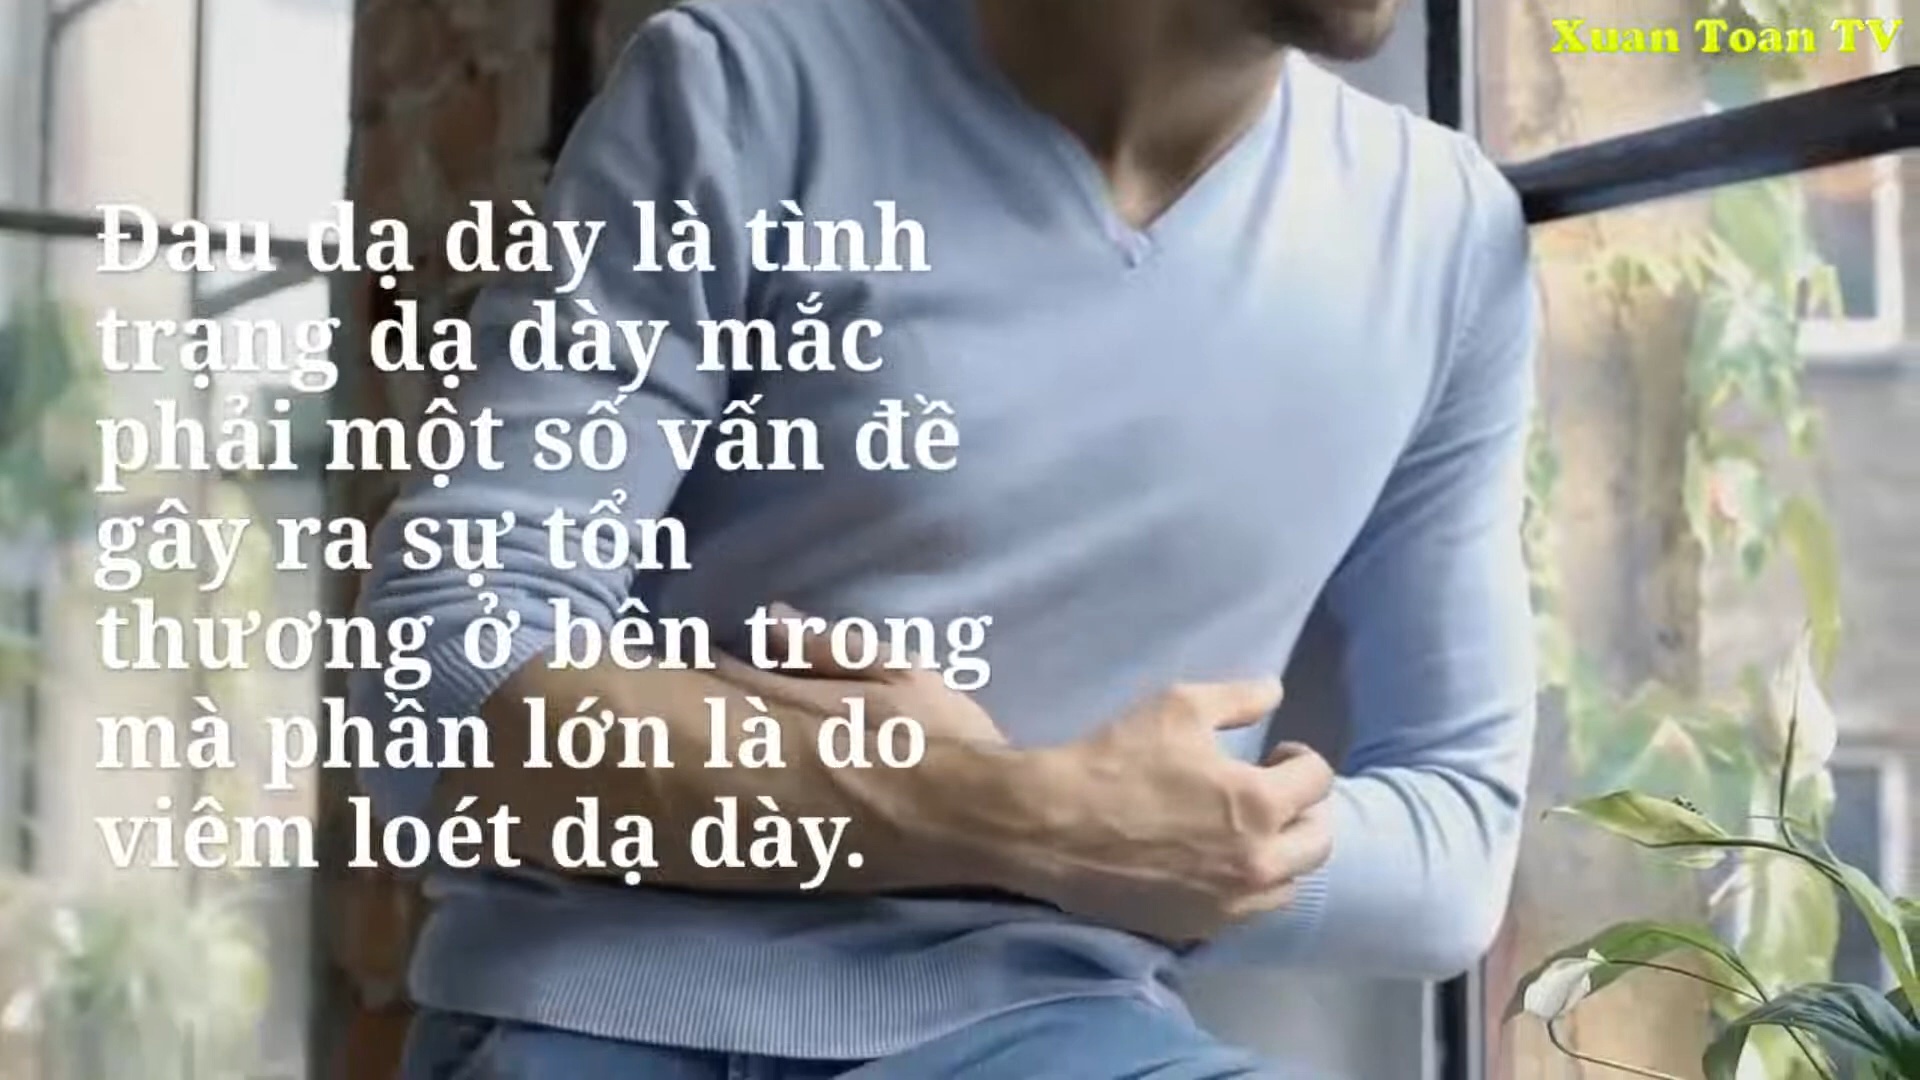 Xuan Toan TV
Đau dạ dày là tình
trạng dạ dày mắc
phải một số vấn đề
gây ra sự tổn
thương ở bên trong
mà phần lớn là do
viêm loét dạ dày.